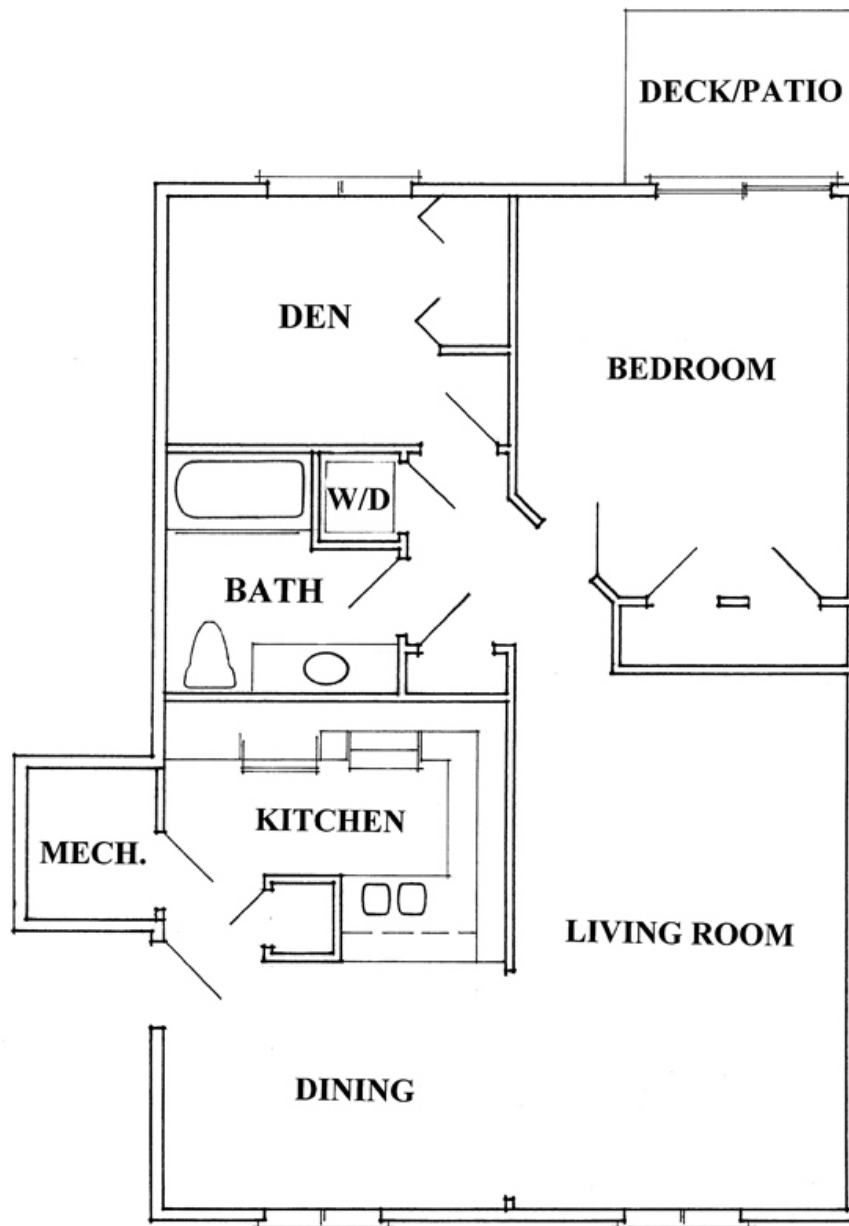 DECK/PATIO
DEN
BEDROOM
W/D
BATH
KITCHEN
MECH.
LIVING ROOM
DINING